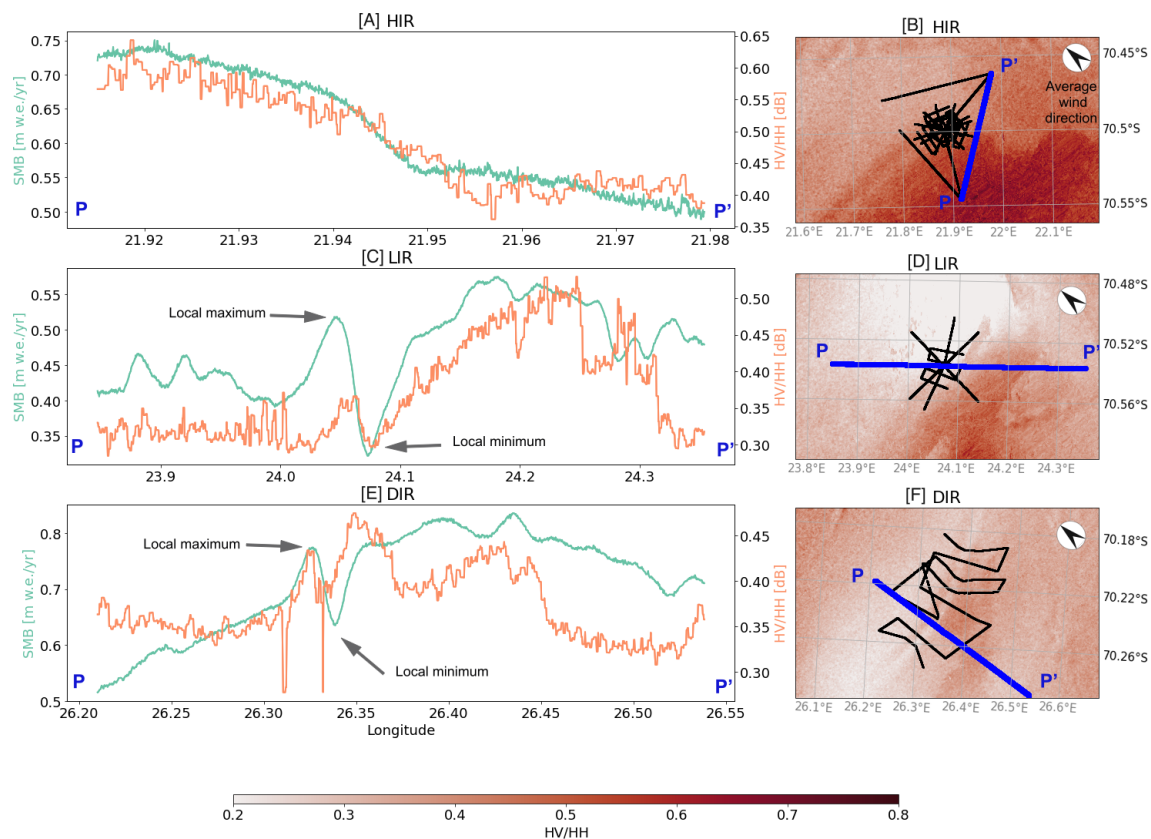 [A] HIR
SMB [m w.e./yr]
0.75
0.70
0.65
0.60
0.55
0.50
P
P'
0.65
0.60
0.55
0.50
0.45
0.40
0.35
HV/HH [dB]
21.92 21.93 21.94 21.95 21.96 21.97 21.98
[B] HIR
P'
P
Average
wind
direction
70.45°S
70.5°S
70.55°S
21.6°E 21.7°E 21.8°E 21.9°E 22°E 22.1°E
[C] LIR
SMB [m w.e./yr]
0.55
0.50
0.45
0.40
0.35
Local maximum
Local minimum
P
P'
0.50
0.45
0.40
0.35
0.30
HV/HH [dB]
23.9 24.0 24.1 24.2 24.3
[D] LIR
P
P'
70.48°S
70.52°S
70.56°S
23.8°E 23.9°E 24°E 24.1°E 24.2°E 24.3°E
[E] DIR
SMB [m w.e./yr]
0.8
0.7
0.6
0.5
Local maximum
Local minimum
P
P'
0.45
0.40
0.35
0.30
HV/HH [dB]
26.20 26.25 26.30 26.35 26.40 26.45 26.50 26.55
Longitude
[F] DIR
P
P'
70.18°S
70.22°S
70.26°S
26.1°E 26.2°E 26.3°E 26.4°E 26.5°E 26.6°E
0.2 0.3 0.4 0.5 0.6 0.7 0.8
HV/HH